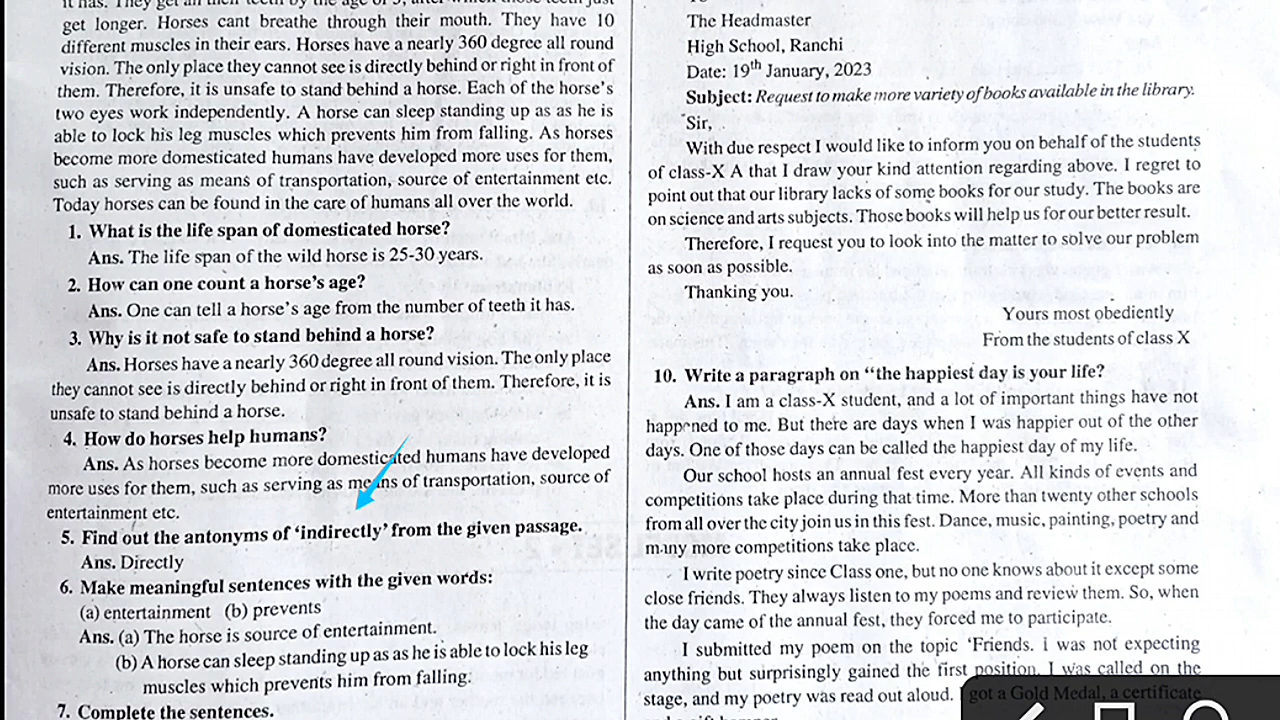 it has. They get all their teeth by the age of 5, after which those teeth just
get longer. Horses cant breathe through their mouth. They have 10
different muscles in their ears. Horses have a nearly 360 degree all round
vision. The only place they cannot see is directly behind or right in front of
them. Therefore, it is unsafe to stand behind a horse. Each of the horse's
two eyes work independently. A horse can sleep standing up as as he is
able to lock his leg muscles which prevents him from falling. As horses
become more domesticated humans have developed more uses for them,
such as serving as means of transportation, source of entertainment etc.
Today horses can be found in the care of humans all over the world.
1. What is the life span of domesticated horse?
Ans. The life span of the wild horse is 25-30 years.
2. How can one count a horse's age?
Ans. One can tell a horse's age from the number of teeth it has.
3. Why is it not safe to stand behind a horse?
Ans. Horses have a nearly 360 degree all round vision. The only place
they cannot see is directly behind or right in front of them. Therefore, it is
unsafe to stand behind a horse.
4. How do horses help humans?
Ans. As horses become more domesticated humans have developed
more uses for them, such as serving as means of transportation, source of
entertainment etc.
5. Find out the antonyms of 'indirectly' from the given passage.
Ans. Directly
6. Make meaningful sentences with the given words:
(a) entertainment (b) prevents
Ans. (a) The horse is source of entertainment.
(b) A horse can sleep standing up as as he is able to lock his leg
muscles which prevents him from falling.
7. Complete the sentences.
The Headmaster
High School, Ranchi
Date: 19th January, 2023
Subject: Request to make more variety of books available in the library.
Sir,
With due respect I would like to inform you on behalf of the students
of class-X A that I draw your kind attention regarding above. I regret to
point out that our library lacks of some books for our study. The books are
on science and arts subjects. Those books will help us for our better result.
Therefore, I request you to look into the matter to solve our problem
as soon as possible.
Thanking you.
Yours most obediently
From the students of class X
10. Write a paragraph on "the happiest day is your life?
Ans. I am a class-X student, and a lot of important things have not
happened to me. But there are days when I was happier out of the other
days. One of those days can be called the happiest day of my life.
Our school hosts an annual fest every year. All kinds of events and
competitions take place during that time. More than twenty other schools
from all over the city join us in this fest. Dance, music, painting, poetry and
many more competitions take place.
I write poetry since Class one, but no one knows about it except some
close friends. They always listen to my poems and review them. So, when
the day came of the annual fest, they forced me to participate.
I submitted my poem on the topic 'Friends. I was not expecting
anything but surprisingly gained the first position. I was called on the
stage, and my poetry was read out aloud. I got a Gold Medal, a certificate